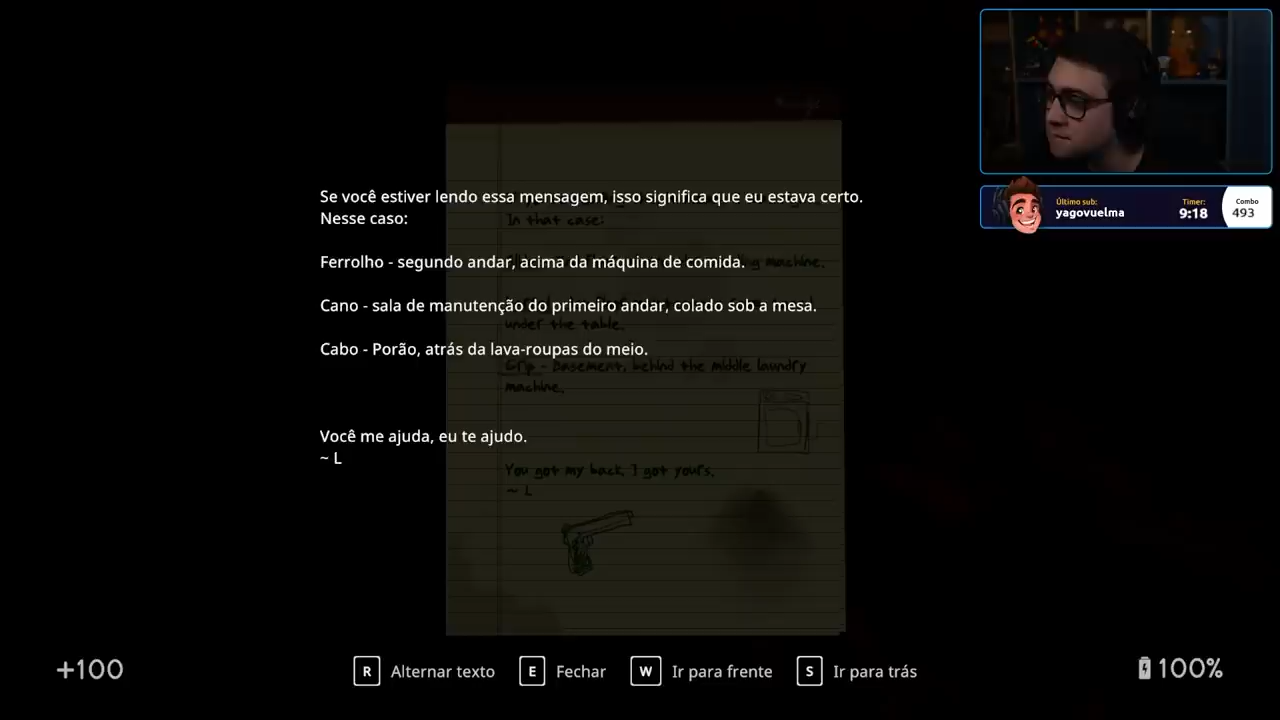 Último sub:
yagovuelma
Timer:
9:18
Combo
493
Se você estiver lendo essa mensagem, isso significa que eu estava certo.
Nesse caso:
In that case:
Ferrolho - segundo andar, acima da máquina de comida.
machine.
Cano - sala de manutenção do primeiro andar, colado sob a mesa.
under the table.
Cabo - Porão, atrás da lava-roupas do meio.
Grip - Basement, behind the middle laundry
machine.
Você me ajuda, eu te ajudo.
~ L
You got my back, I got yours.
~ L
+100
R Alternar texto E Fechar W Ir para frente S Ir para trás
100%